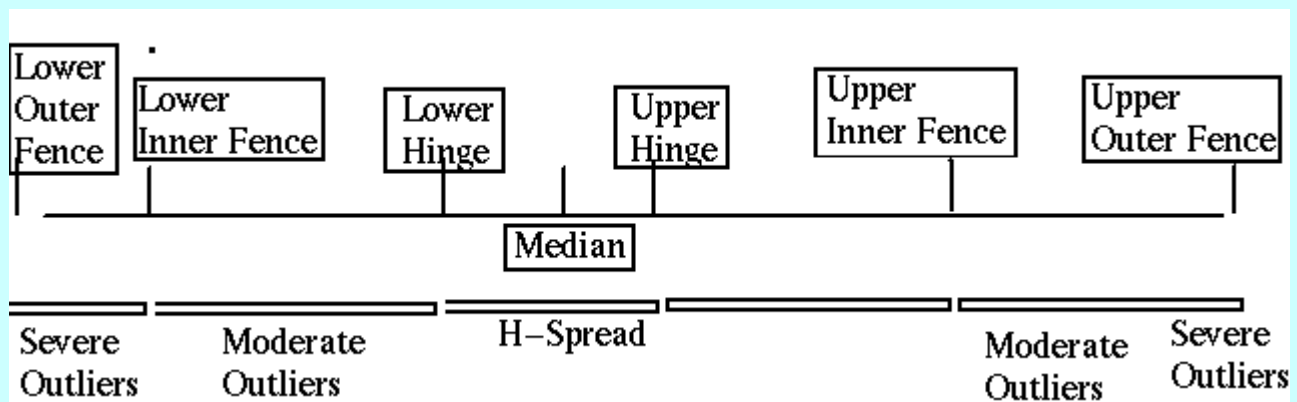 Lower
Outer
Fence
Lower
Inner Fence
Lower
Hinge
Upper
Hinge
Upper
Inner Fence
Upper
Outer Fence
Median
Severe
Outliers
Moderate
Outliers
H-Spread
Moderate
Outliers
Severe
Outliers